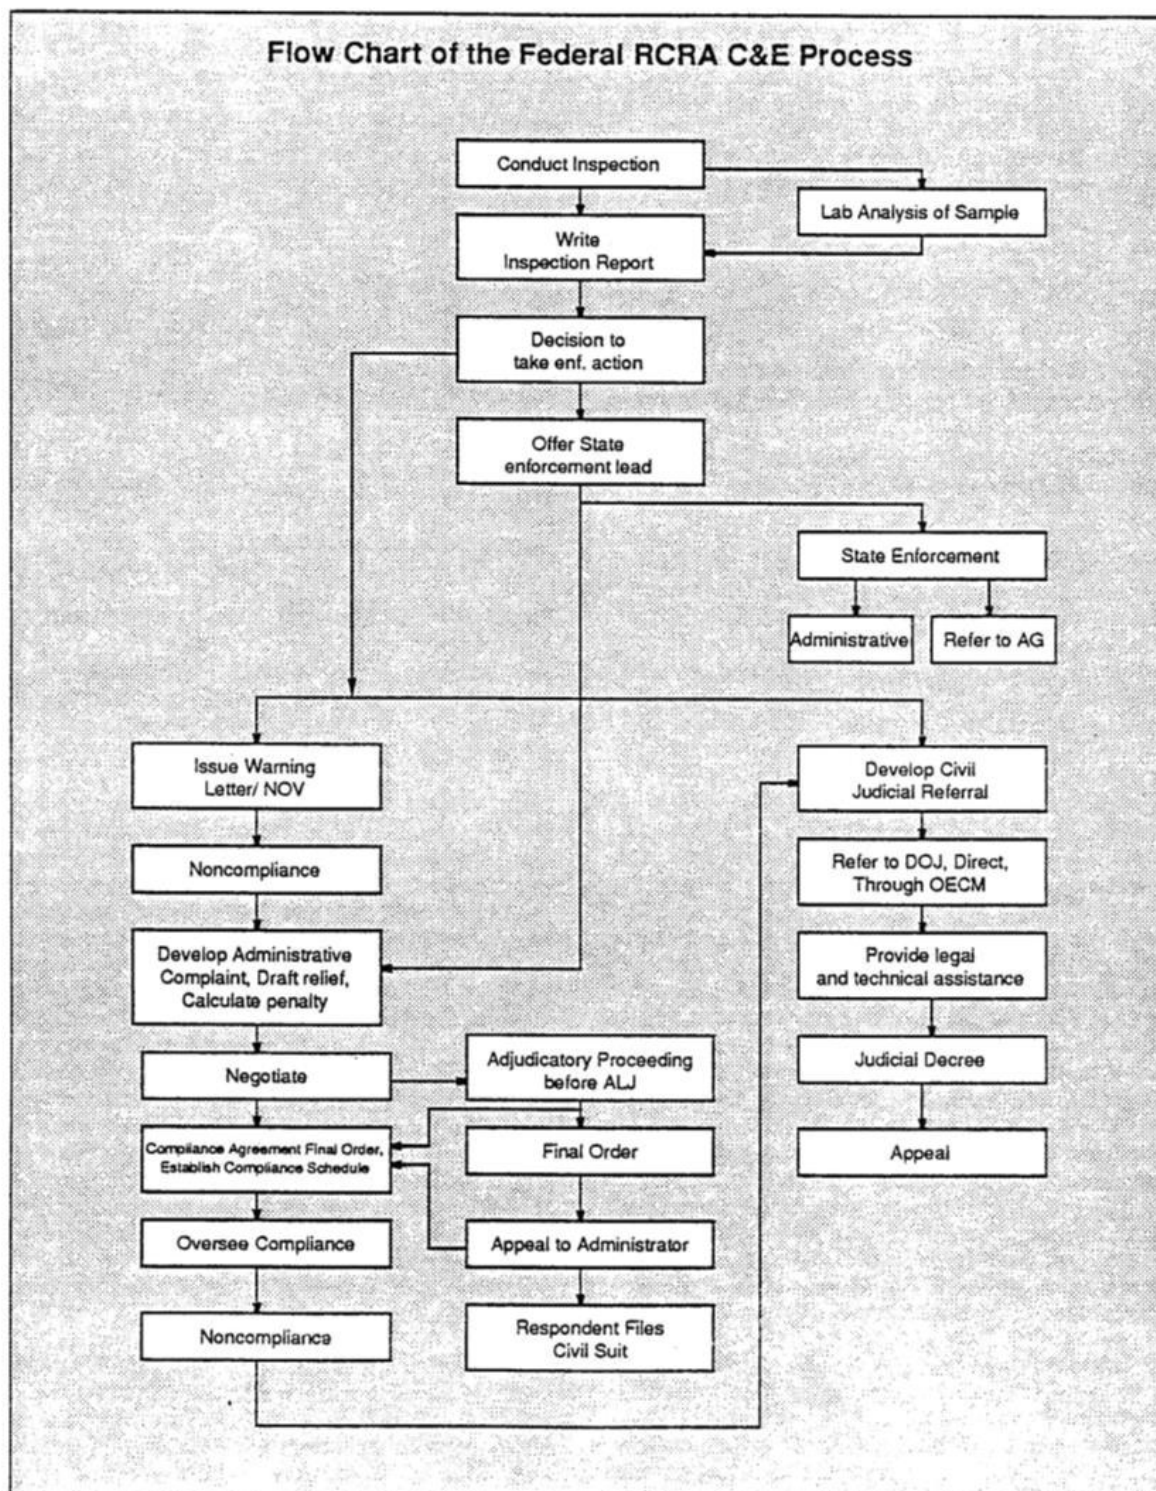 Flow Chart of the Federal RCRA C&E Process
Conduct Inspection
Lab Analysis of Sample
Write
Inspection Report
Decision to
take enf. action
Offer State
enforcement lead
State Enforcement
Administrative
Refer to AG
Issue Warning
Letter/ NOV
Develop Civil
Judicial Referral
Noncompliance
Refer to DOJ, Direct,
Through OECM
Develop Administrative
Complaint, Draft relief,
Calculate penalty
Provide legal
and technical assistance
Negotiate
Adjudicatory Proceeding
before ALJ
Judicial Decree
Compliance Agreement Final Order,
Establish Compliance Schedule
Final Order
Appeal
Oversee Compliance
Appeal to Administrator
Noncompliance
Respondent Files
Civil Suit